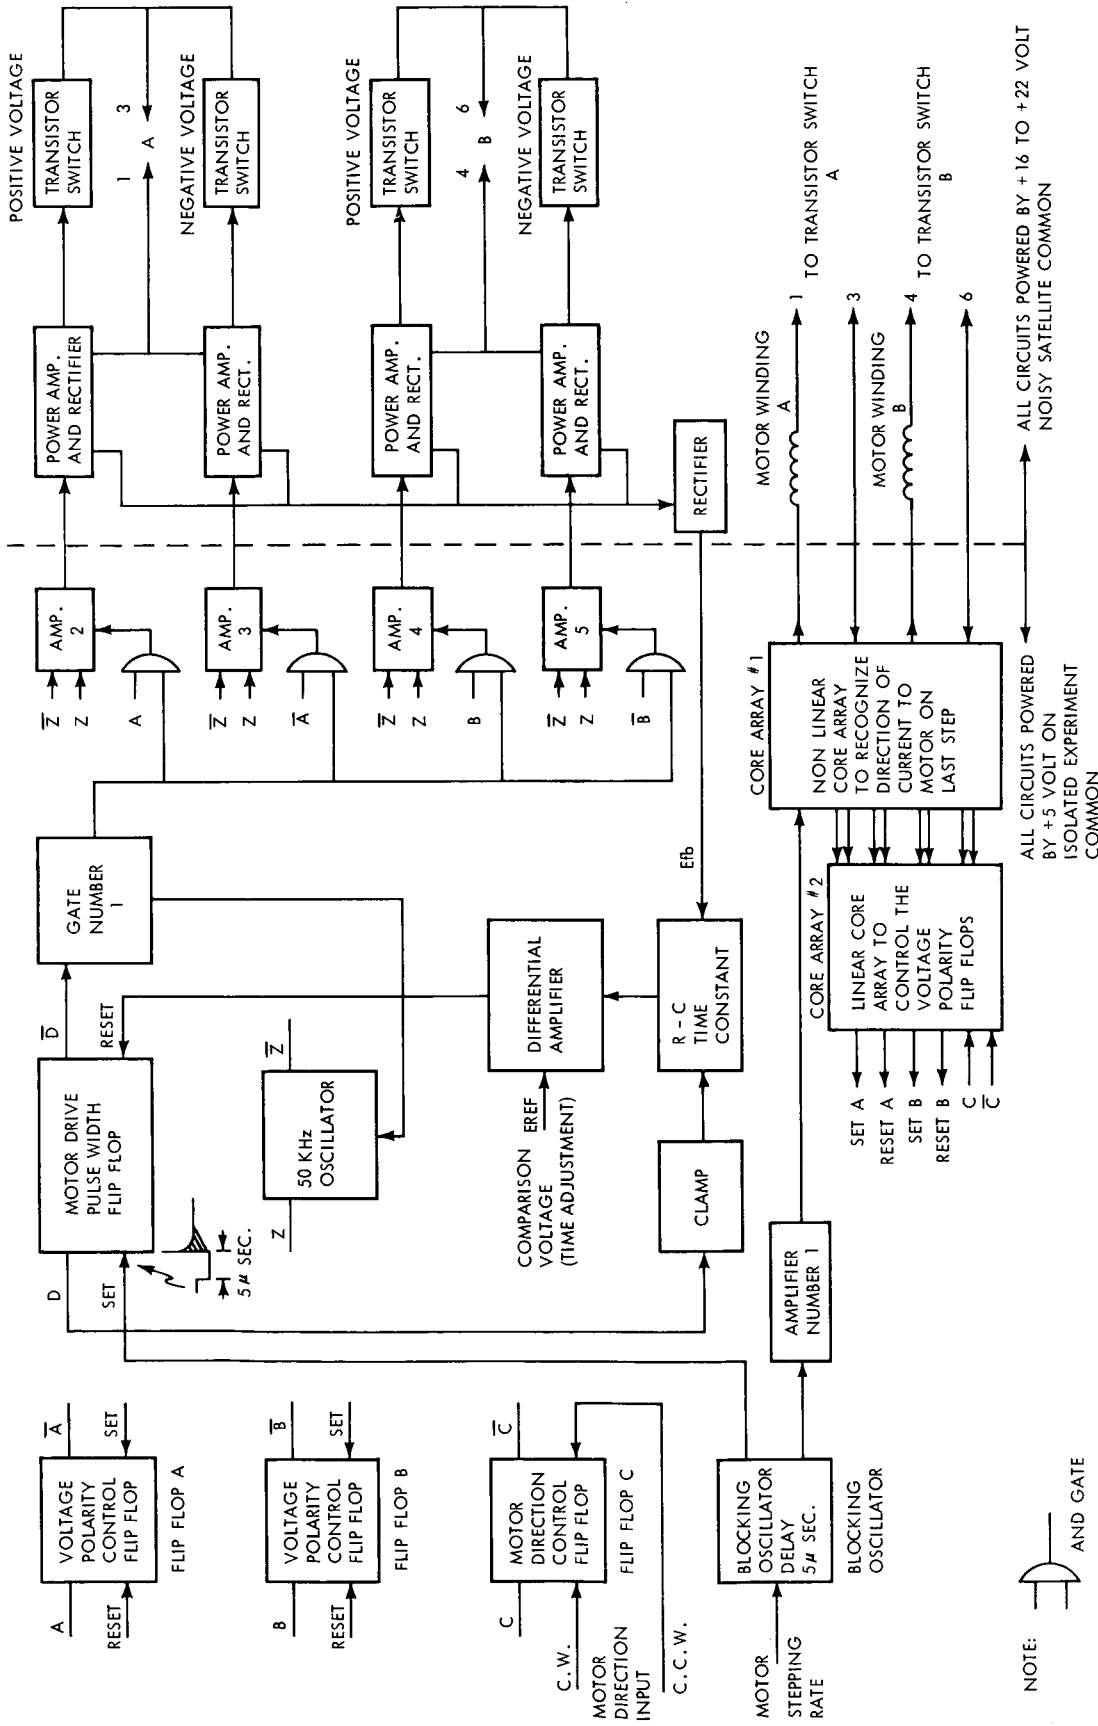 A
A̅
RESET
SET
VOLTAGE
POLARITY
CONTROL
FLIP FLOP
FLIP FLOP A
B
B̅
RESET
SET
VOLTAGE
POLARITY
CONTROL
FLIP FLOP
FLIP FLOP B
C
C̅
C.W.
MOTOR
DIRECTION
INPUT
C.C.W.
MOTOR
DIRECTION
CONTROL
FLIP FLOP
FLIP FLOP C
MOTOR
STEPPING
RATE
BLOCKING
OSCILLATOR
DELAY
5μ SEC.
BLOCKING
OSCILLATOR
NOTE:
AND GATE
D
SET
5μ SEC.
MOTOR DRIVE
PULSE WIDTH
FLIP FLOP
D̅
RESET
Z
50 KHz
OSCILLATOR
Z̅
GATE
NUMBER
1
COMPARISON
VOLTAGE
(TIME ADJUSTMENT)
EREF
DIFFERENTIAL
AMPLIFIER
CLAMP
R - C
TIME
CONSTANT
Efb
AMPLIFIER
NUMBER 1
Z̅
Z
A
AMP.
2
Z̅
Z
A̅
AMP.
3
Z̅
Z
B
AMP.
4
Z̅
Z
B̅
AMP.
5
POWER AMP.
AND RECTIFIER
POWER AMP.
AND RECT.
POWER AMP.
AND RECT.
POWER AMP.
AND RECT.
RECTIFIER
POSITIVE VOLTAGE
TRANSISTOR
SWITCH
1 A 3
NEGATIVE VOLTAGE
TRANSISTOR
SWITCH
POSITIVE VOLTAGE
TRANSISTOR
SWITCH
4 B 6
NEGATIVE VOLTAGE
TRANSISTOR
SWITCH
CORE ARRAY #2
LINEAR CORE
ARRAY TO
CONTROL THE
VOLTAGE
POLARITY
FLIP FLOPS
SET A
RESET A
SET B
RESET B
C
C̅
CORE ARRAY #1
NON LINEAR
CORE ARRAY
TO RECOGNIZE
DIRECTION OF
CURRENT TO
MOTOR ON
LAST STEP
MOTOR WINDING
A
1 TO TRANSISTOR SWITCH
A
3
MOTOR WINDING
B
4 TO TRANSISTOR SWITCH
B
6
ALL CIRCUITS POWERED
BY +5 VOLT ON
ISOLATED EXPERIMENT
COMMON
ALL CIRCUITS POWERED BY +16 TO +22 VOLT
NOISY SATELLITE COMMON